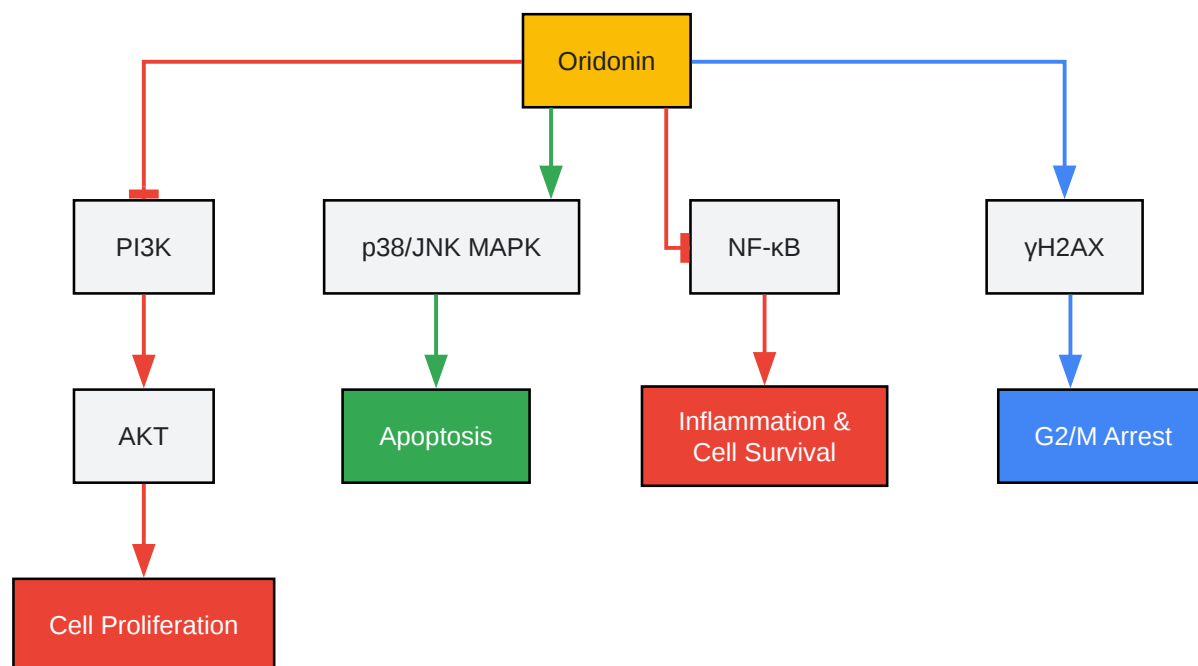 Oridonin
PI3K
p38/JNK MAPK
NF-κB
γH2AX
AKT
Apoptosis
Inflammation &
Cell Survival
G2/M Arrest
Cell Proliferation